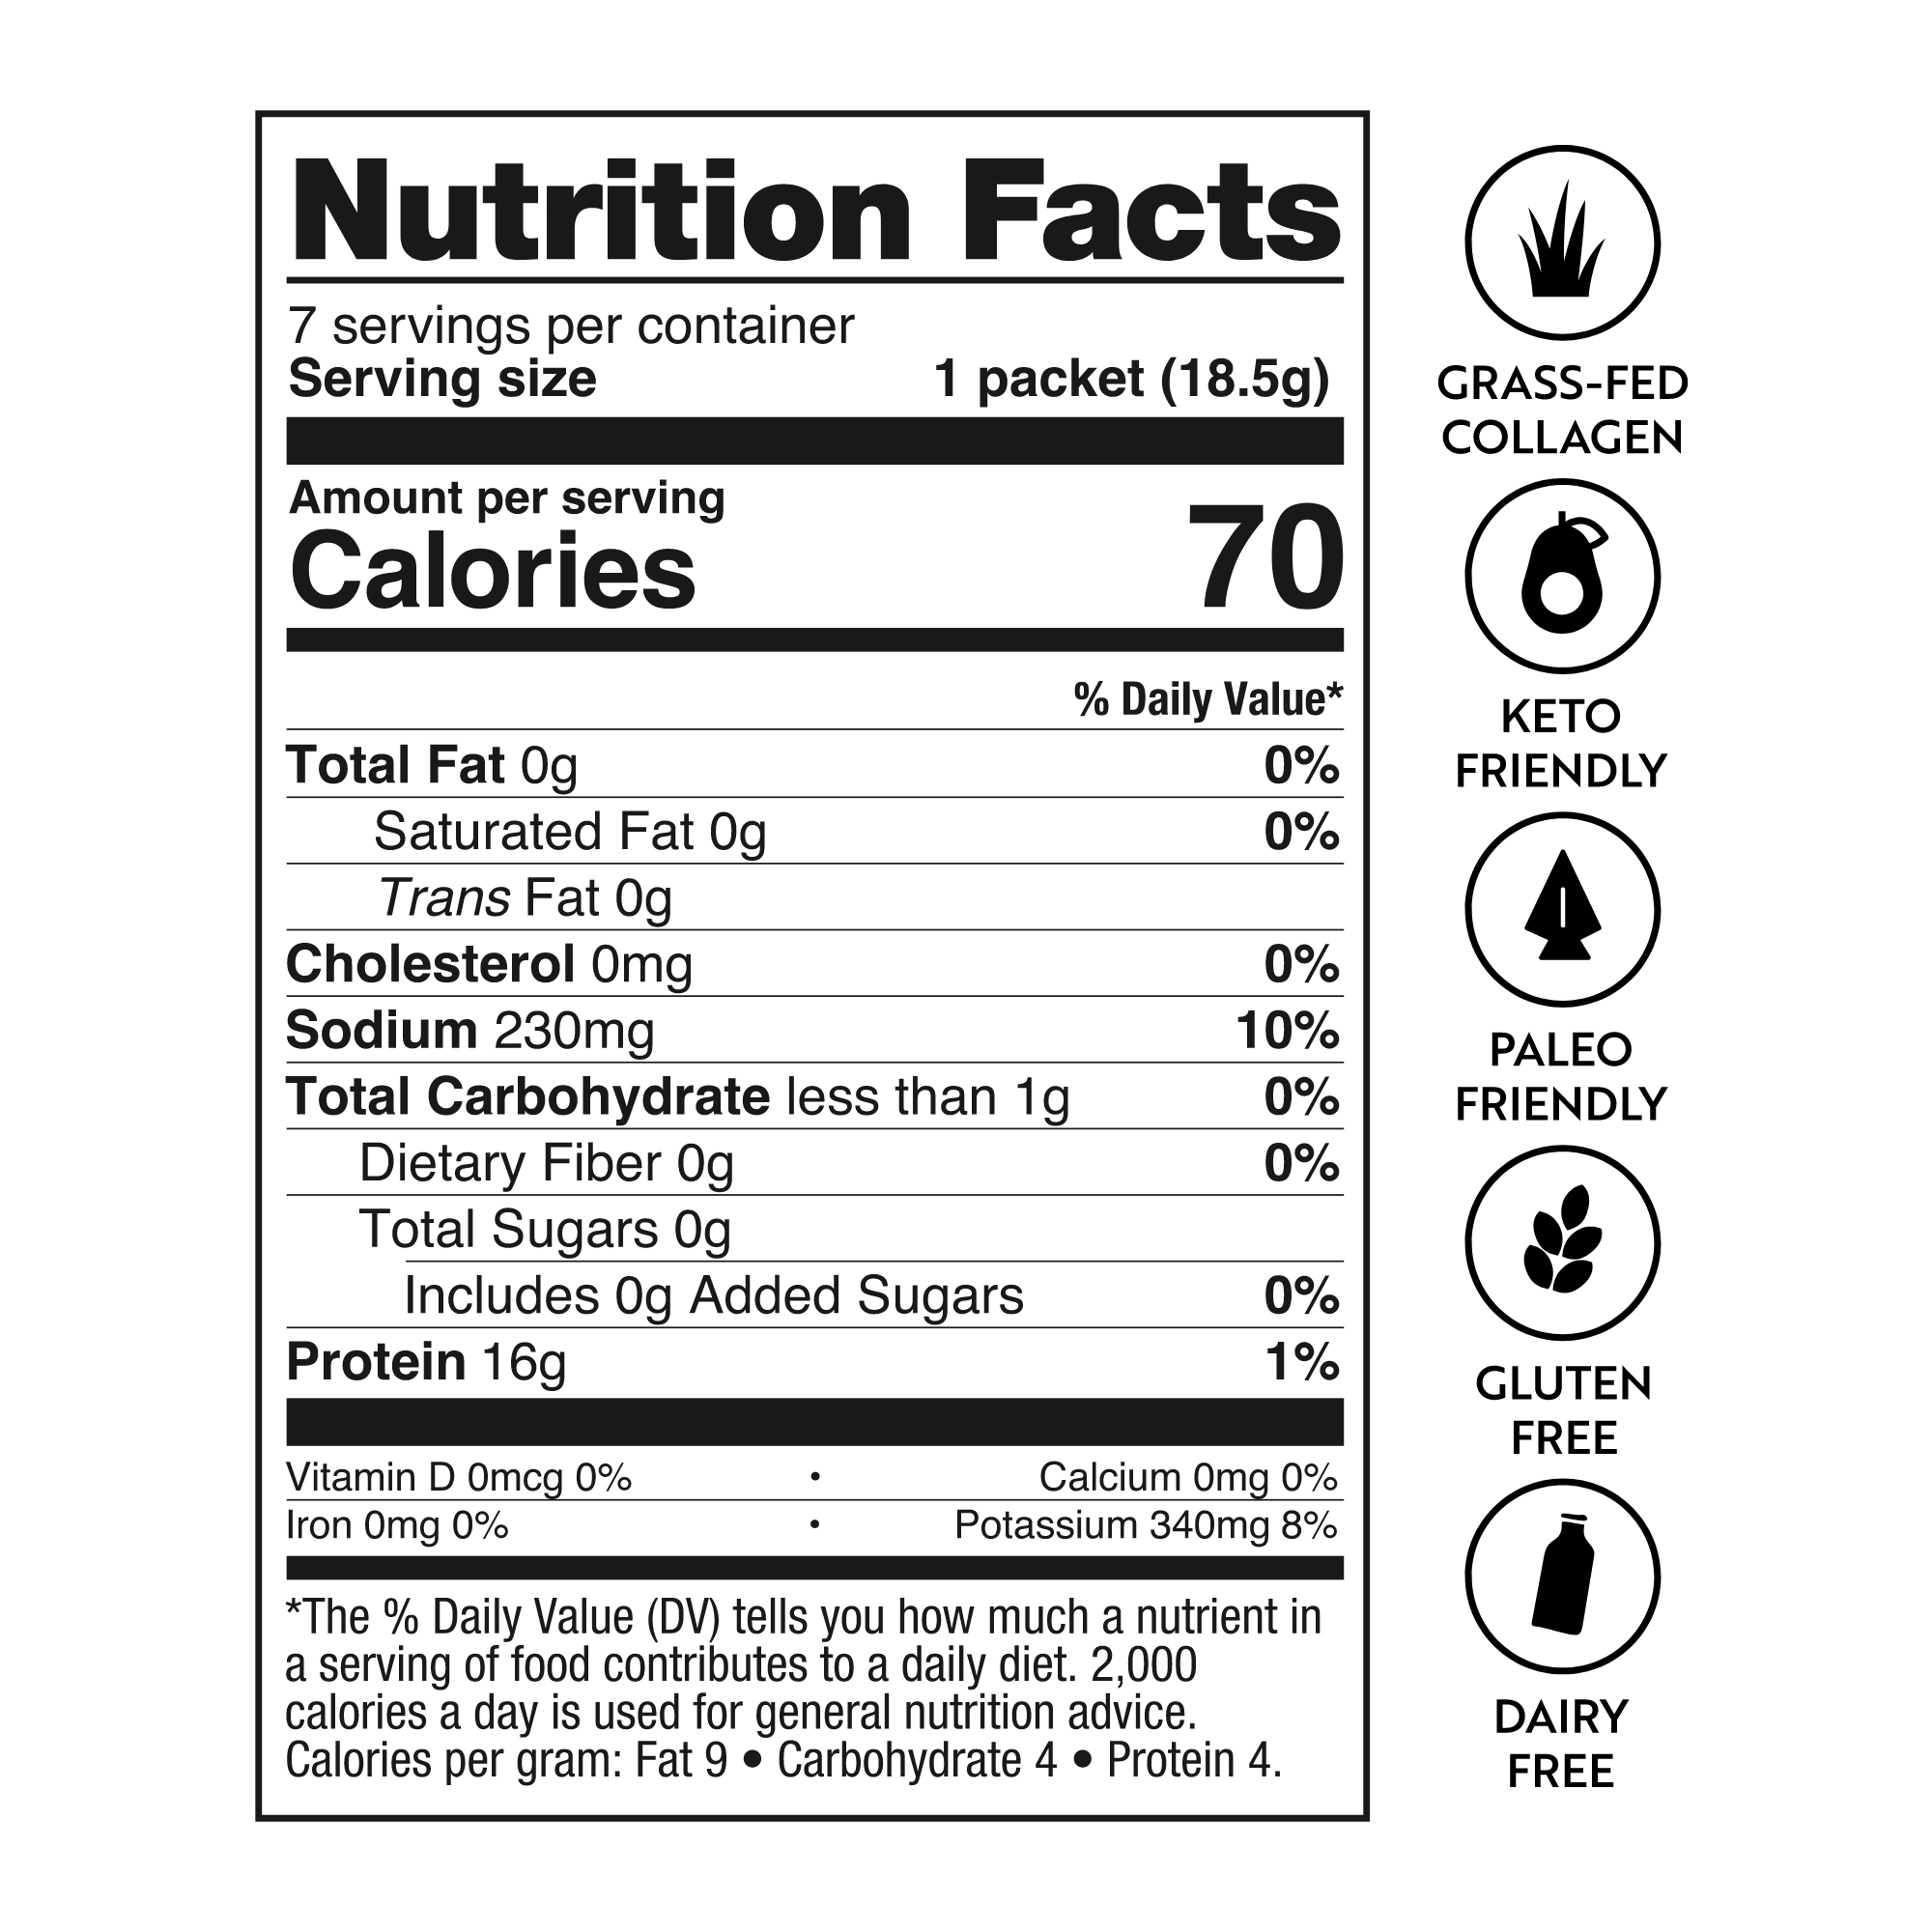 Nutrition Facts
7 servings per container
Serving size 1 packet (18.5g)
Amount per serving
Calories 70
% Daily Value*
Total Fat 0g 0%
Saturated Fat 0g 0%
Trans Fat 0g
Cholesterol 0mg 0%
Sodium 230mg 10%
Total Carbohydrate less than 1g 0%
Dietary Fiber 0g 0%
Total Sugars 0g
Includes 0g Added Sugars 0%
Protein 16g 1%
Vitamin D 0mcg 0% • Calcium 0mg 0%
Iron 0mg 0% • Potassium 340mg 8%
*The % Daily Value (DV) tells you how much a nutrient in
a serving of food contributes to a daily diet. 2,000
calories a day is used for general nutrition advice.
Calories per gram: Fat 9 • Carbohydrate 4 • Protein 4.
GRASS-FED
COLLAGEN
KETO
FRIENDLY
PALEO
FRIENDLY
GLUTEN
FREE
DAIRY
FREE